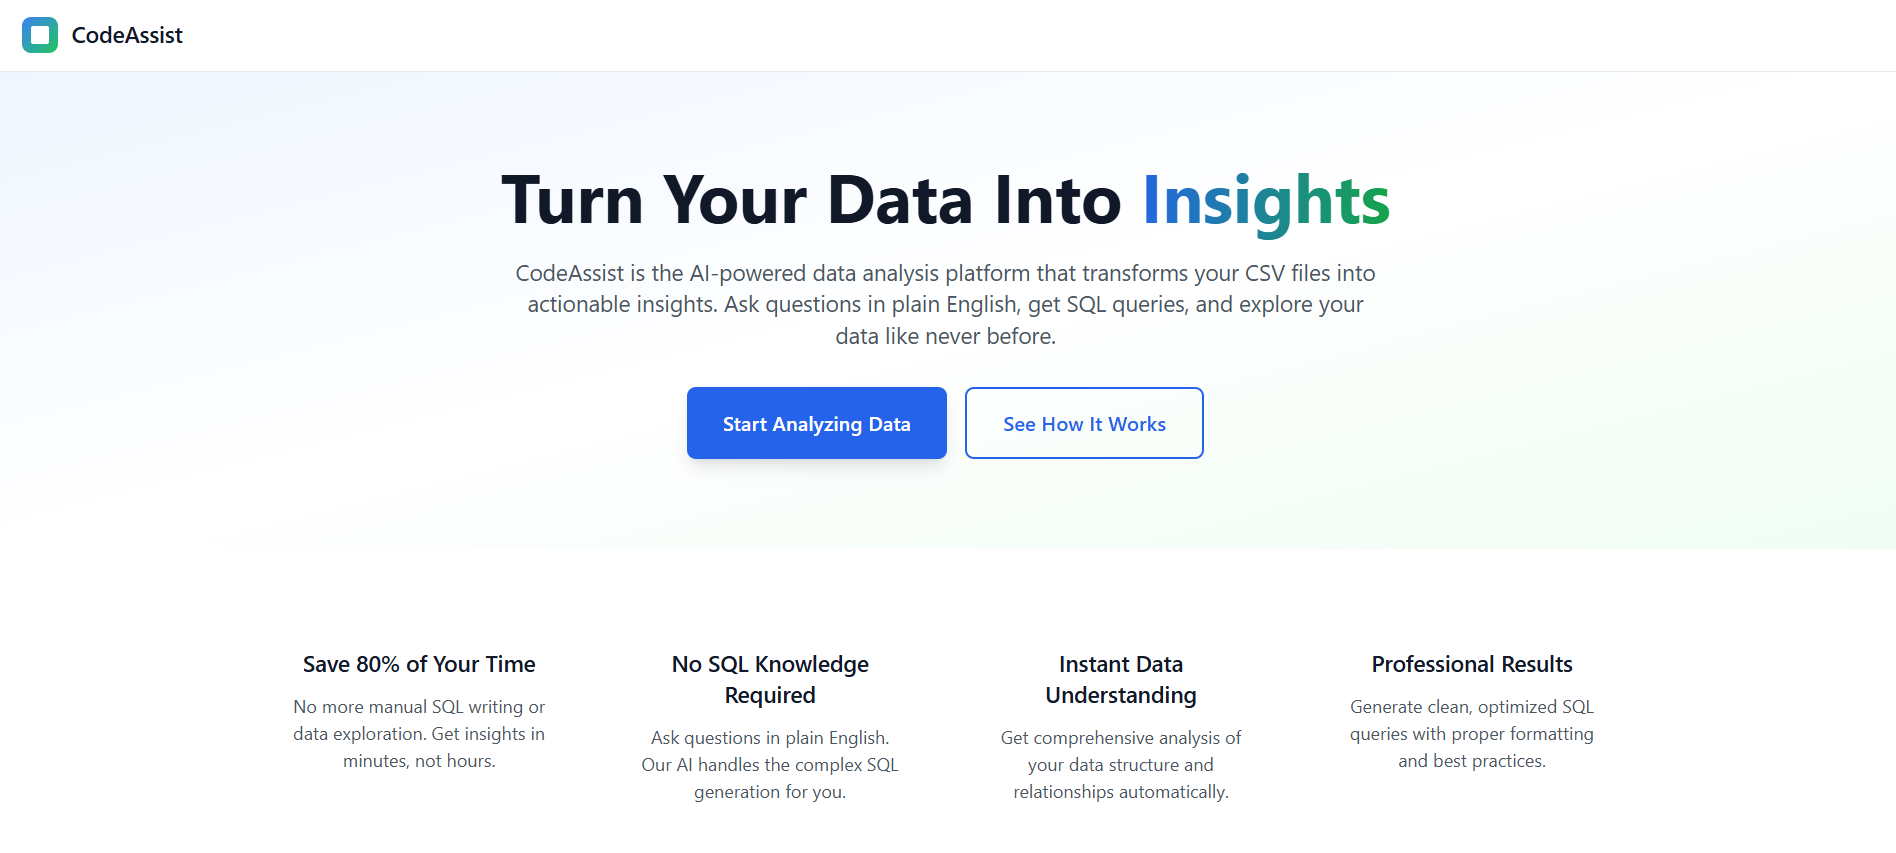 CodeAssist
Turn Your Data Into Insights
CodeAssist is the AI-powered data analysis platform that transforms your CSV files into
actionable insights. Ask questions in plain English, get SQL queries, and explore your
data like never before.
Start Analyzing Data
See How It Works
Save 80% of Your Time
No more manual SQL writing or
data exploration. Get insights in
minutes, not hours.
No SQL Knowledge
Required
Ask questions in plain English.
Our AI handles the complex SQL
generation for you.
Instant Data
Understanding
Get comprehensive analysis of
your data structure and
relationships automatically.
Professional Results
Generate clean, optimized SQL
queries with proper formatting
and best practices.